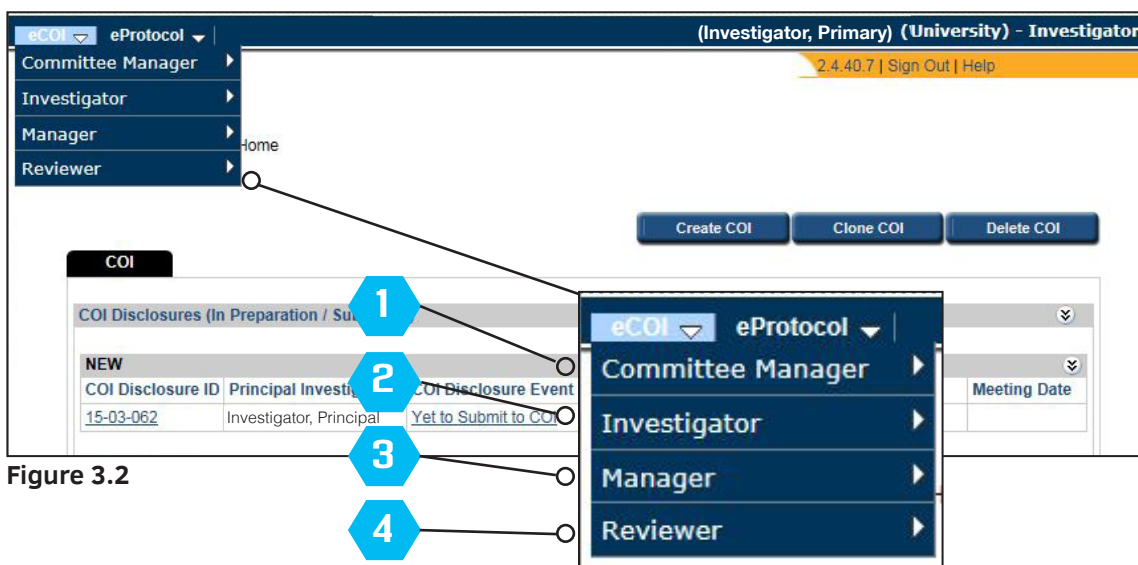 eCOI eProtocol (Investigator, Primary) (University) - Investigator
2.4.40.7 | Sign Out | Help
Committee Manager
Investigator
Manager
Reviewer
Home
Create COI Clone COI Delete COI
COI
COI Disclosures (In Preparation /
NEW
COI Disclosure ID Principal COI Disclosure Event Meeting Date
15-03-062 Investigator, Principal Yet to Submit to COI
1
2
3
4
eCOI eProtocol
Committee Manager
Investigator
Manager
Reviewer
Figure 3.2